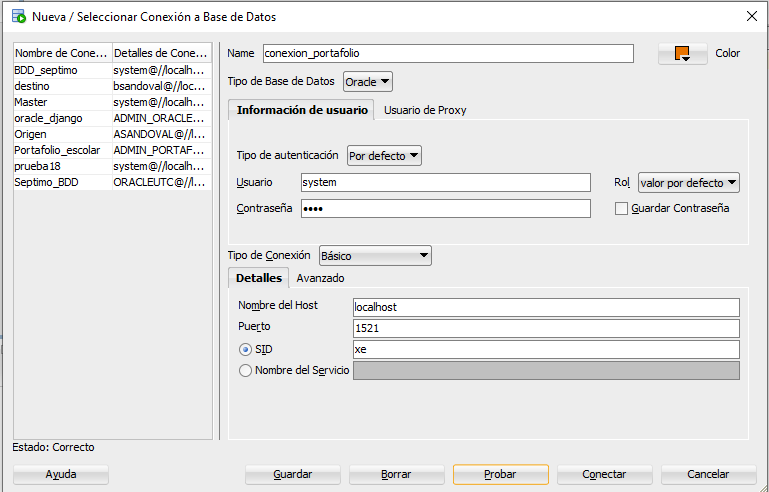 Nueva / Seleccionar Conexión a Base de Datos
Nombre de Cone... Detalles de Cone...
BDD_septimo system@//localh...
destino bsandoval@//loc...
Master system@//localh...
oracle_django ADMIN_ORACLE...
Origen ASANDOVAL@//l...
Portafolio_escolar ADMIN_PORTAF...
prueba18 system@//localh...
Septimo_BDD ORACLEUTC@//l...
Name conexion_portafolio Color
Tipo de Base de Datos Oracle
Información de usuario Usuario de Proxy
Tipo de autenticación Por defecto
Usuario system Rol valor por defecto
Contraseña •••• Guardar Contraseña
Tipo de Conexión Básico
Detalles Avanzado
Nombre del Host localhost
Puerto 1521
SID xe
Nombre del Servicio
Estado: Correcto
Ayuda Guardar Borrar Probar Conectar Cancelar